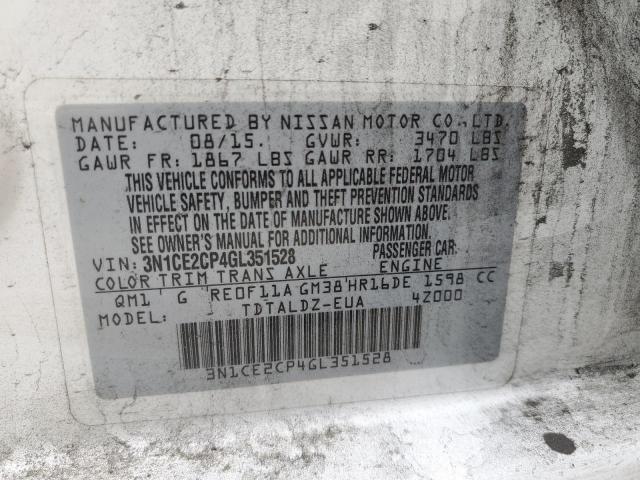 MANUFACTURED BY NISSAN MOTOR CO., LTD.
DATE: 08/15. GVWR: 3470 LBS
GAWR FR: 1867 LBS GAWR RR: 1704 LBS
THIS VEHICLE CONFORMS TO ALL APPLICABLE FEDERAL MOTOR
VEHICLE SAFETY, BUMPER AND THEFT PREVENTION STANDARDS
IN EFFECT ON THE DATE OF MANUFACTURE SHOWN ABOVE.
SEE OWNER'S MANUAL FOR ADDITIONAL INFORMATION.
VIN: 3N1CE2CP4GL351528 PASSENGER CAR
COLOR TRIM TRANS AXLE ENGINE
QM1 G RE0F11A GM38 HR16DE 1598 CC
MODEL: TDTALDZ-EUA 4Z000
3N1CE2CP4GL351528